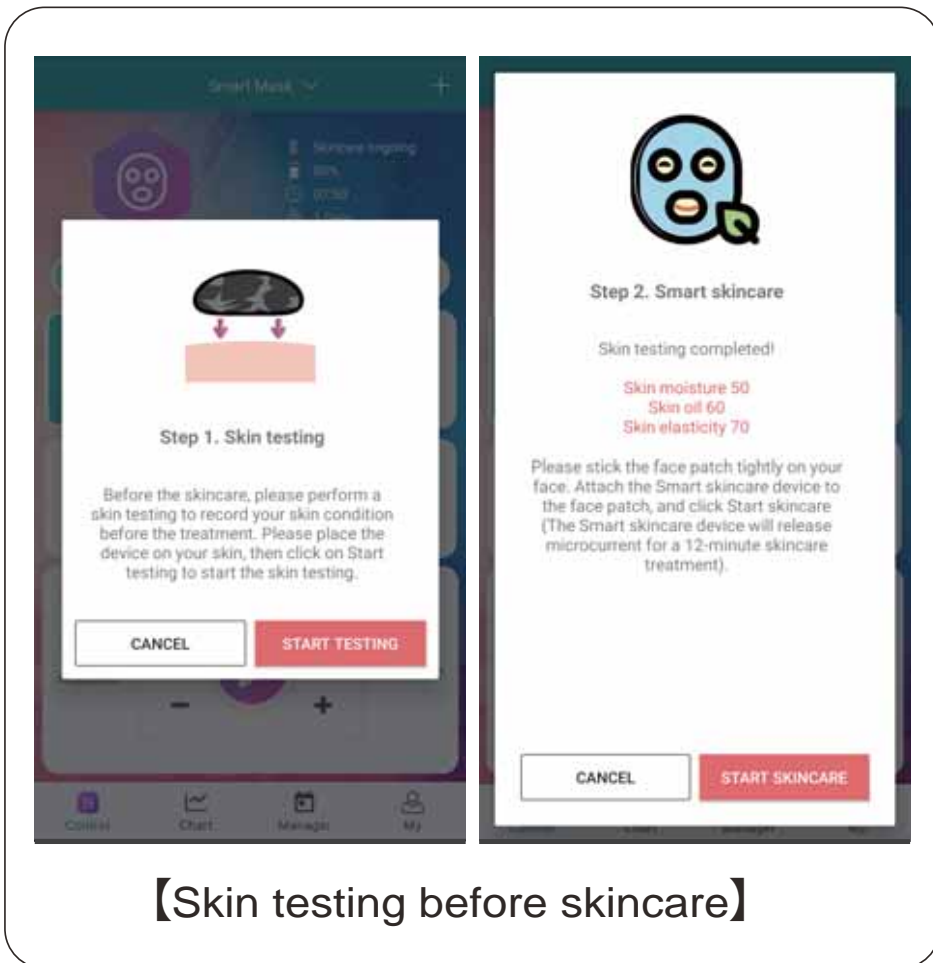 Smart Mask
Skincare ongoing
Step 1. Skin testing
Before the skincare, please perform a
skin testing to record your skin condition
before the treatment. Please place the
device on your skin, then click on Start
testing to start the skin testing.
CANCEL
START TESTING
−
+
Control
Chart
Manager
My
Step 2. Smart skincare
Skin testing completed!
Skin moisture 50
Skin oil 60
Skin elasticity 70
Please stick the face patch tightly on your
face. Attach the Smart skincare device to
the face patch, and click Start skincare
(The Smart skincare device will release
microcurrent for a 12-minute skincare
treatment).
CANCEL
START SKINCARE
【Skin testing before skincare】